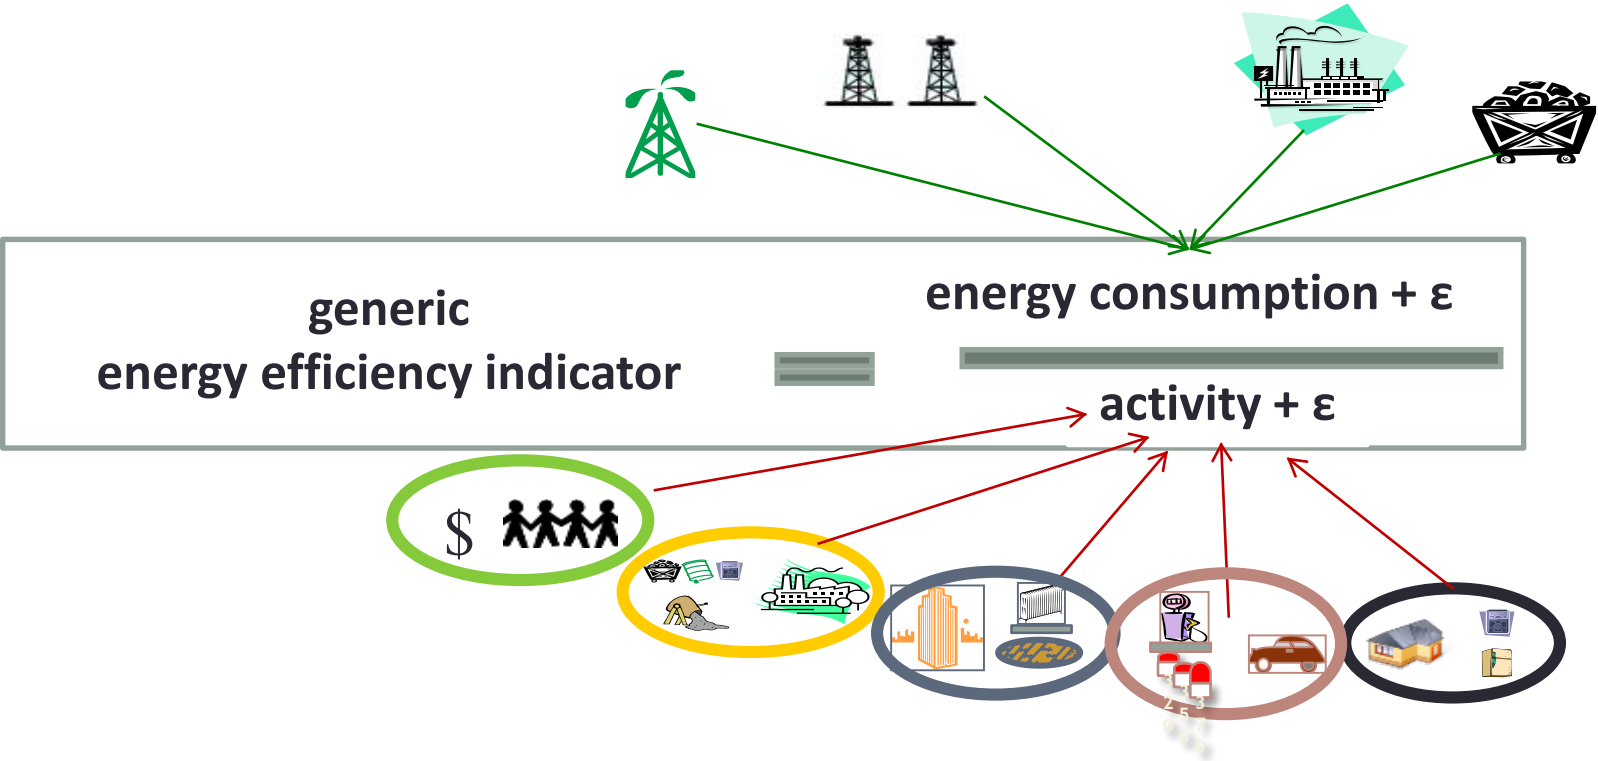 energy consumption + ε
generic
energy efficiency indicator
activity + ε
$